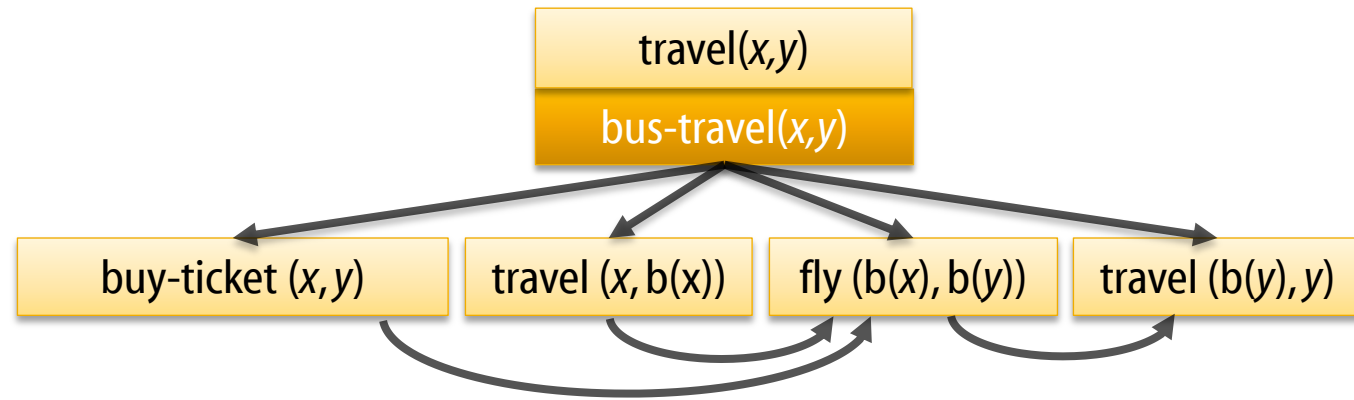 travel(x,y)
bus-travel(x,y)
buy-ticket (x, y)
travel (x, b(x))
fly (b(x), b(y))
travel (b(y), y)